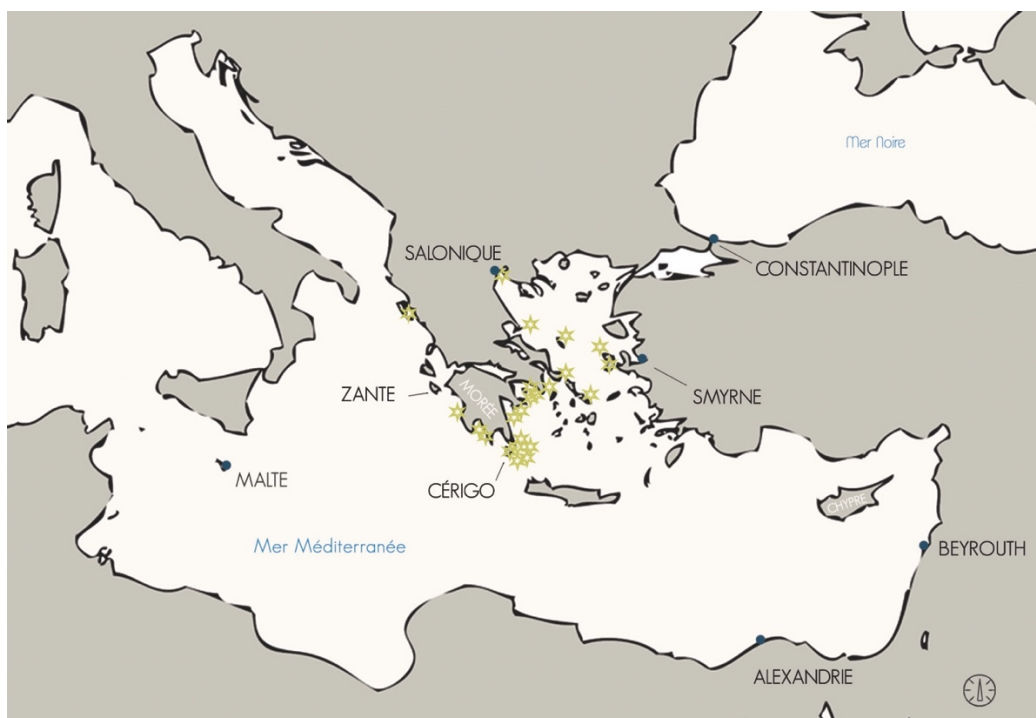 Mer Noire
SALONIQUE
CONSTANTINOPLE
ZANTE
MORÉE
SMYRNE
MALTE
CÉRIGO
CHYPRE
Mer Méditerranée
BEYROUTH
ALEXANDRIE